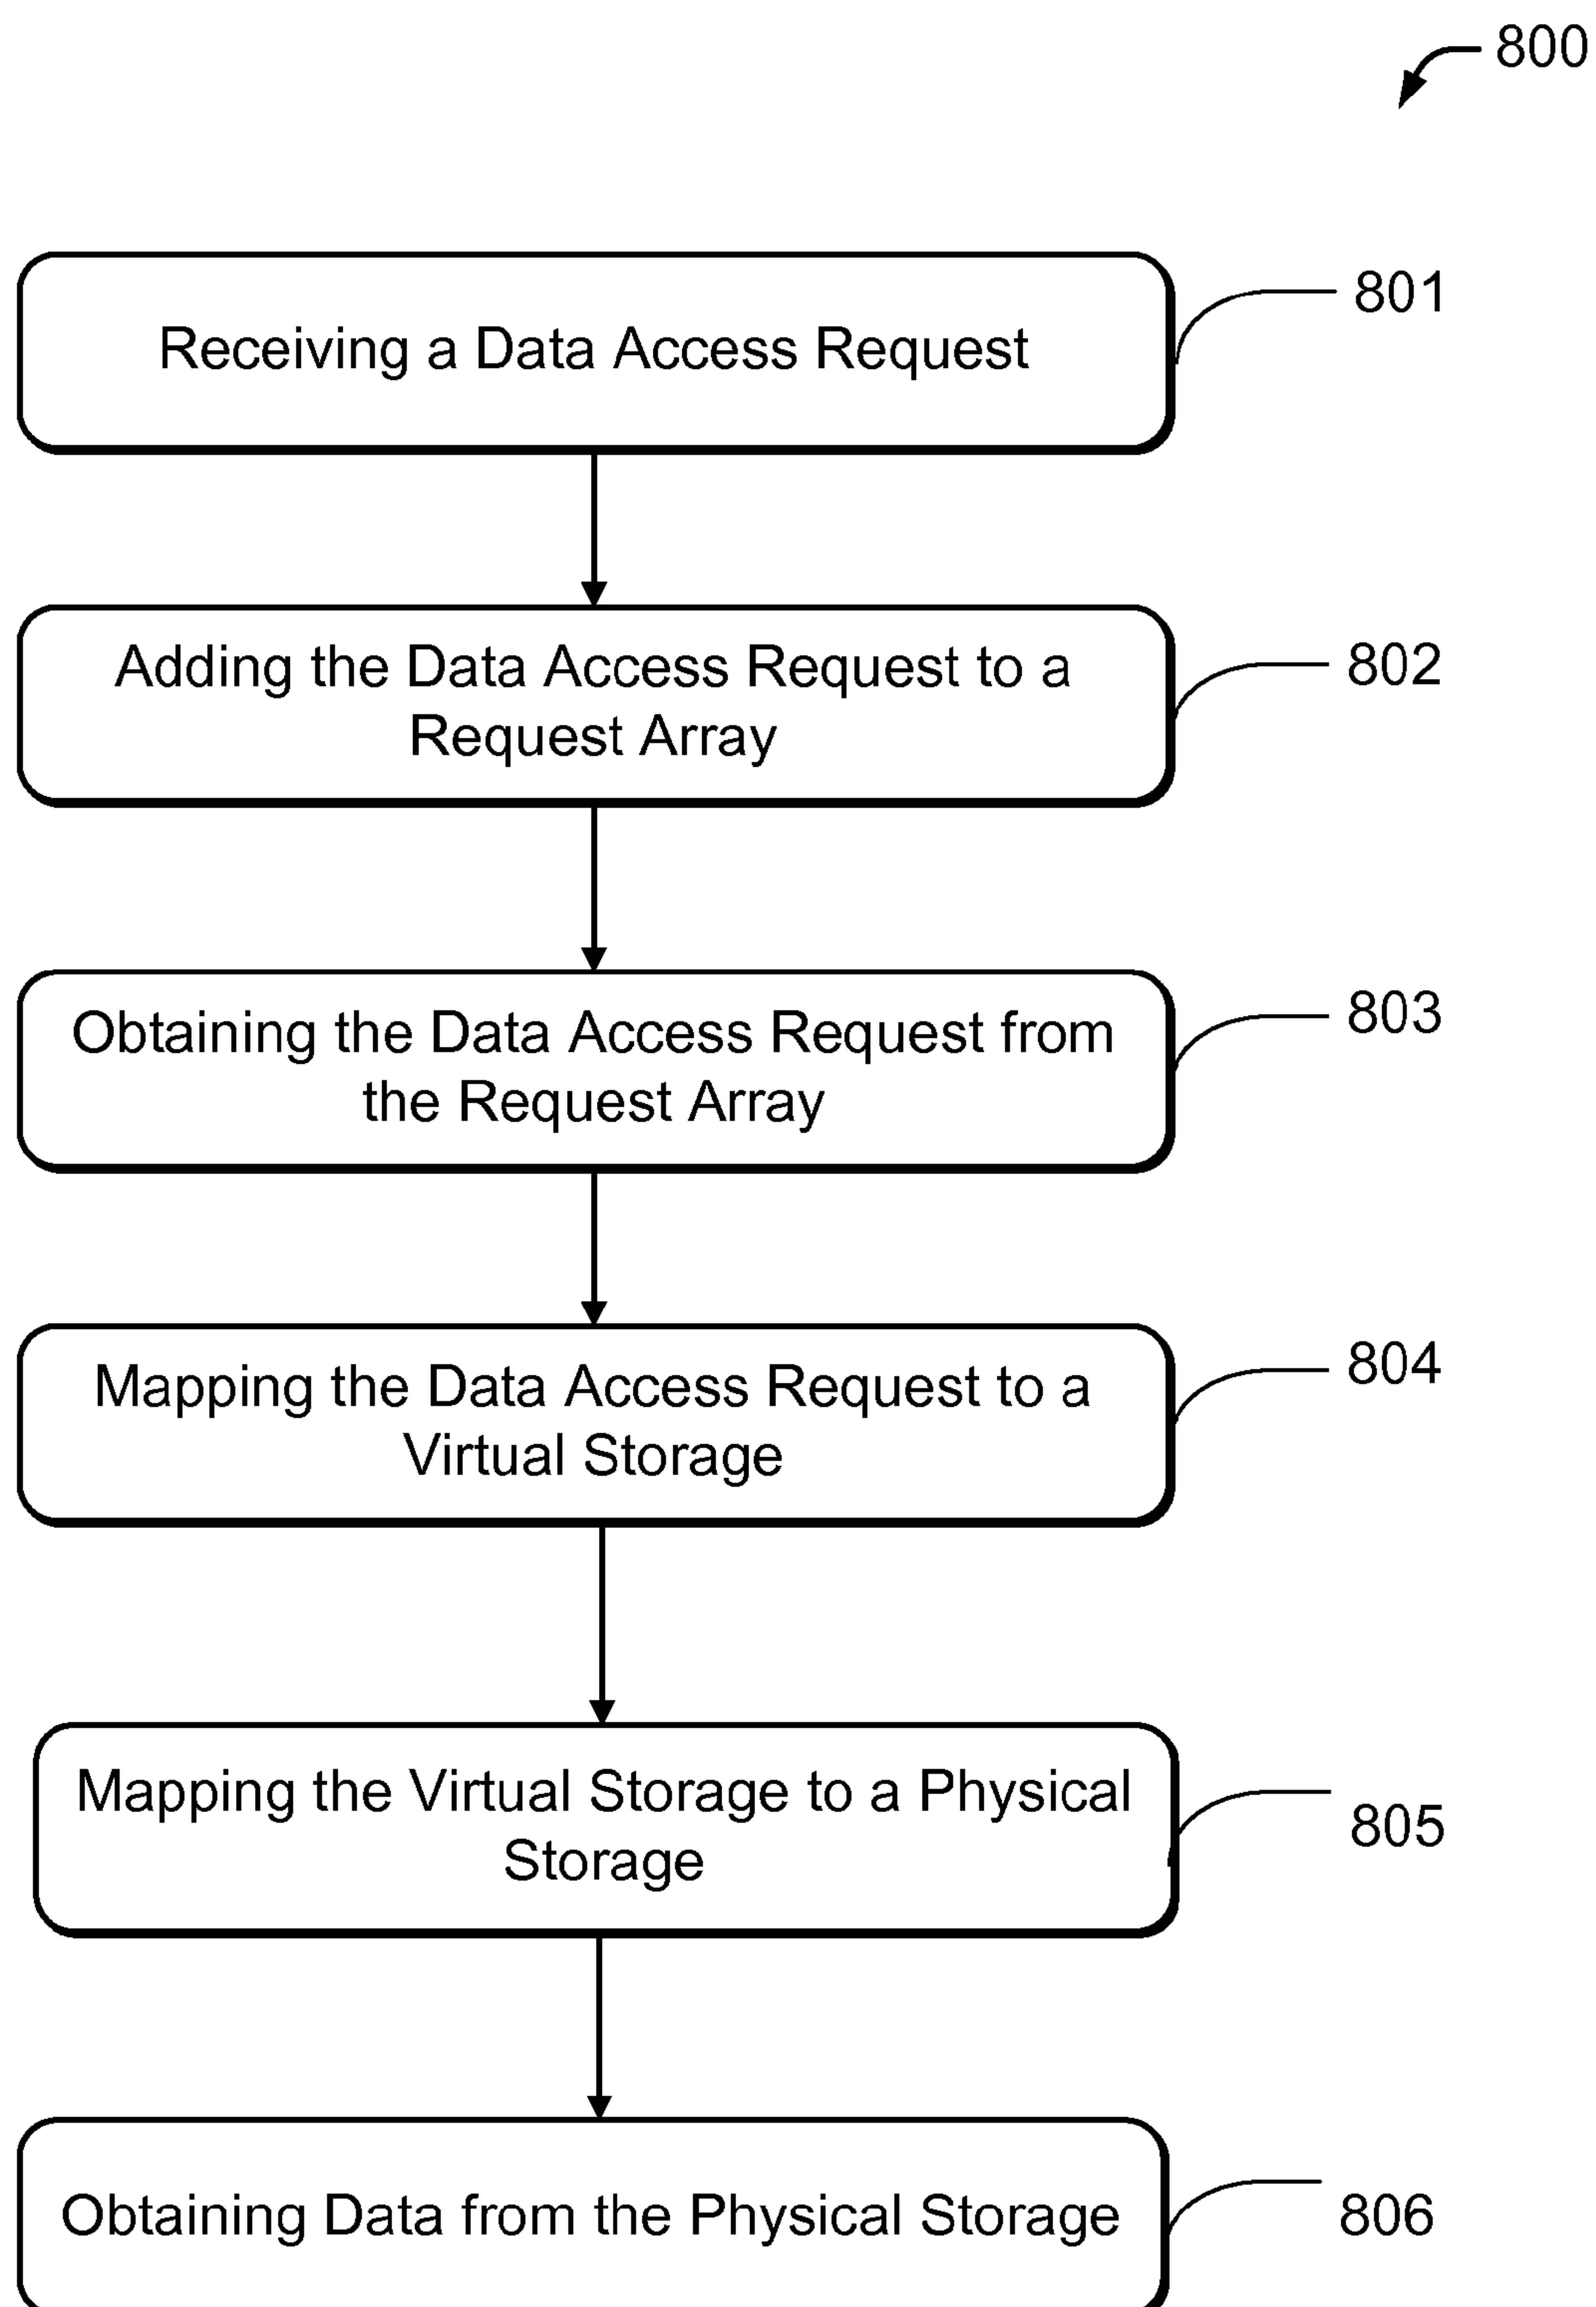 800
Receiving a Data Access Request
801
Adding the Data Access Request to a
Request Array
802
Obtaining the Data Access Request from
the Request Array
803
Mapping the Data Access Request to a
Virtual Storage
804
Mapping the Virtual Storage to a Physical
Storage
805
Obtaining Data from the Physical Storage
806